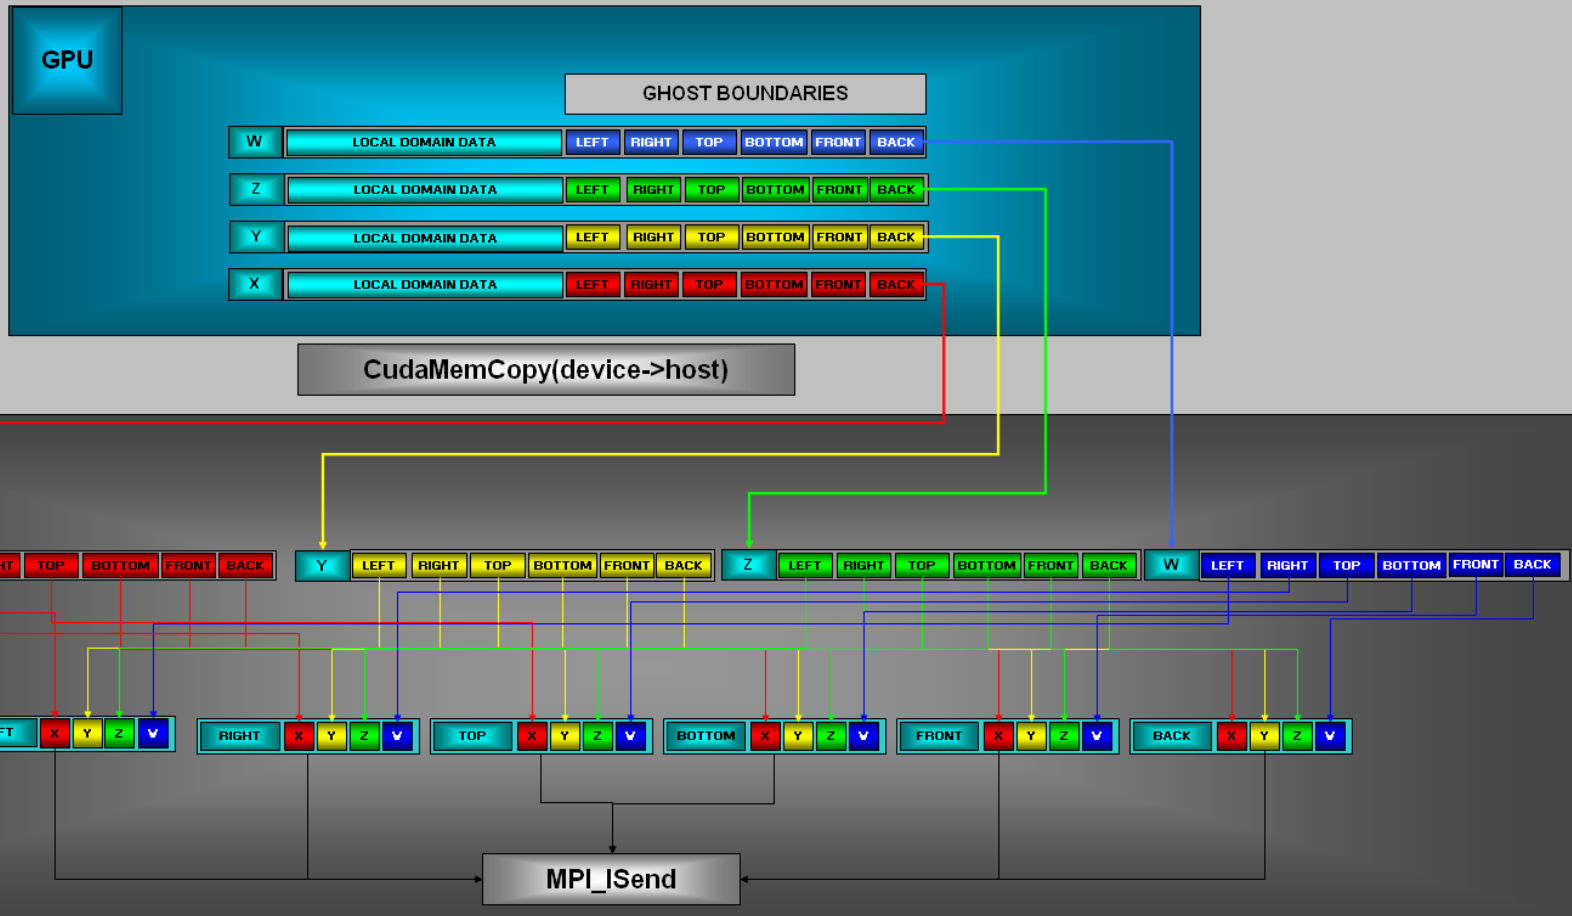 GPU
GHOST BOUNDARIES
W LOCAL DOMAIN DATA LEFT RIGHT TOP BOTTOM FRONT BACK
Z LOCAL DOMAIN DATA LEFT RIGHT TOP BOTTOM FRONT BACK
Y LOCAL DOMAIN DATA LEFT RIGHT TOP BOTTOM FRONT BACK
X LOCAL DOMAIN DATA LEFT RIGHT TOP BOTTOM FRONT BACK
CudaMemCopy(device->host)
HT TOP BOTTOM FRONT BACK Y LEFT RIGHT TOP BOTTOM FRONT BACK Z LEFT RIGHT TOP BOTTOM FRONT BACK W LEFT RIGHT TOP BOTTOM FRONT BACK
FT X Y Z W RIGHT X Y Z W TOP X Y Z W BOTTOM X Y Z W FRONT X Y Z W BACK X Y Z W
MPI_ISend